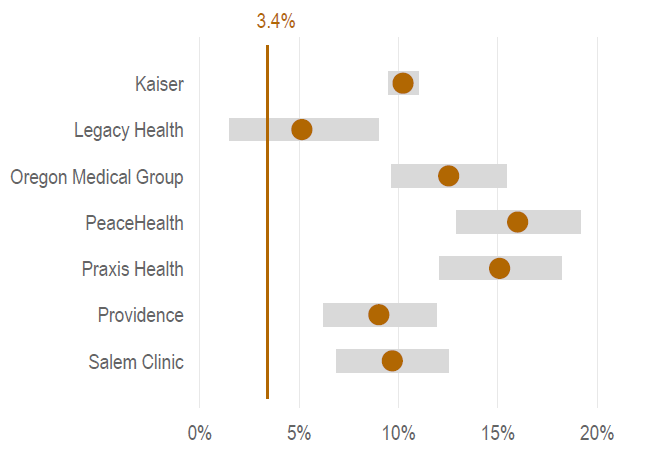 3.4%
Kaiser
Legacy Health
Oregon Medical Group
PeaceHealth
Praxis Health
Providence
Salem Clinic
0% 5% 10% 15% 20%